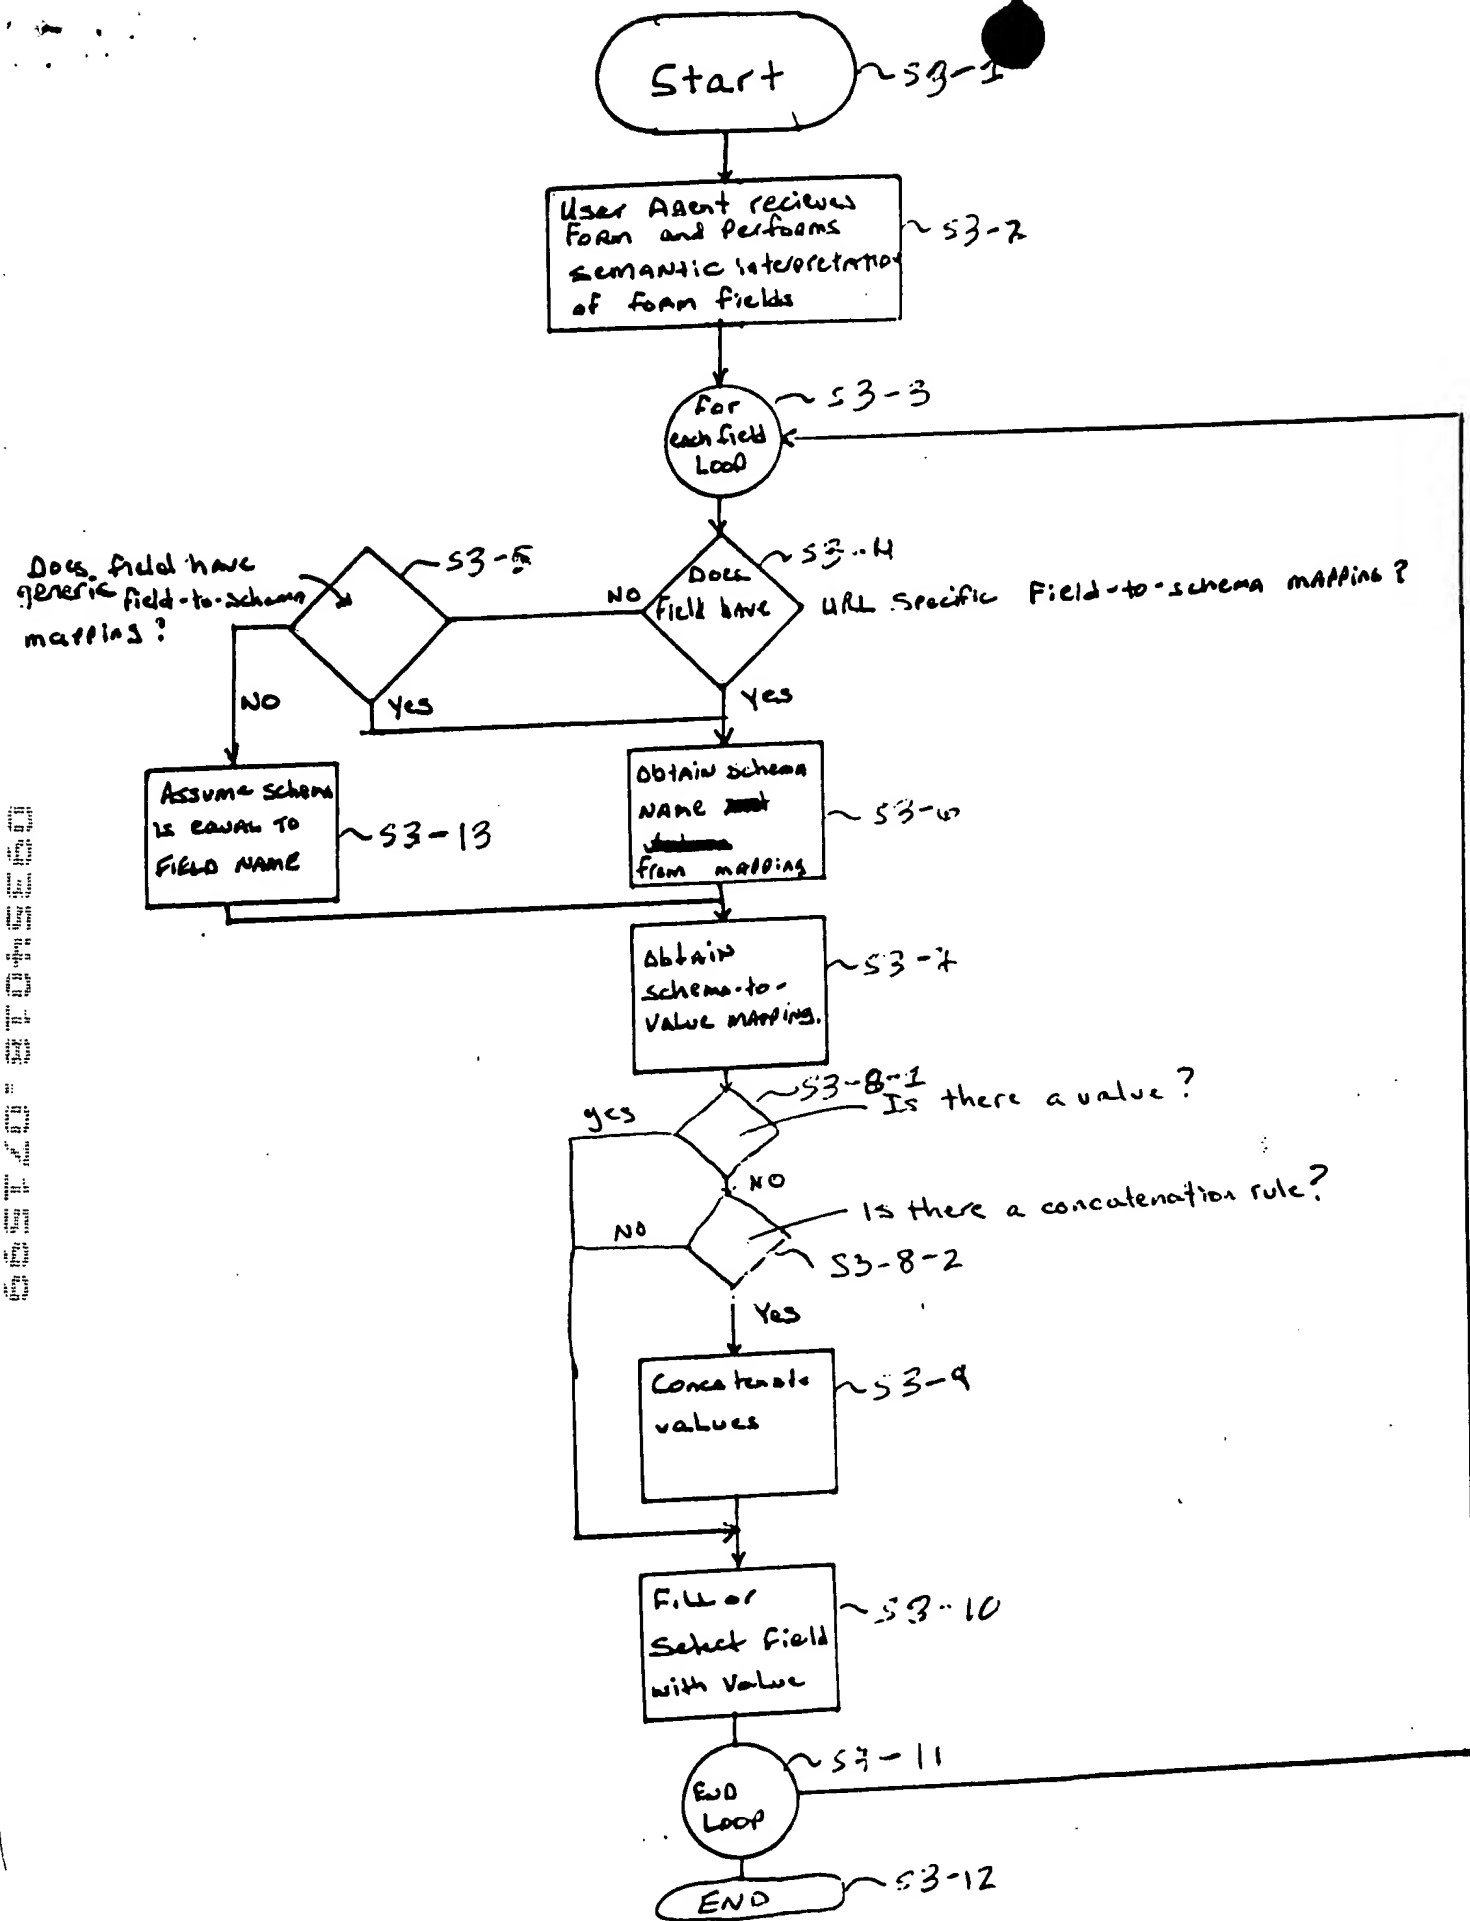 Start
S3-1
User Agent recieves
Form and Performs
semantic interpretation
of form fields
S3-2
For
each field
Loop
S3-3
Does
field have
URL Specific Field-to-schema mapping?
S3-4
NO
Yes
Does field have
generic field-to-schema
mapping?
S3-5
NO
Yes
Assume schema
is equal to
FIELD NAME
S3-13
Obtain schema
NAME
from mapping
S3-6
Obtain
schema-to-
Value mapping.
S3-7
S3-8-1
Is there a value?
yes
NO
Is there a concatenation rule?
S3-8-2
NO
Yes
Concatenate
values
S3-9
Fill or
Select Field
with Value
S3-10
END
LOOP
S3-11
END
S3-12